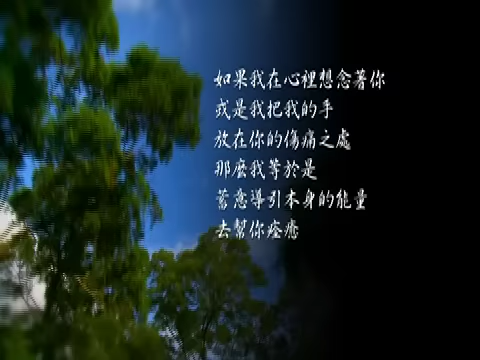 如果我在心裡想念著你
或是我把我的手
放在你的傷痛之處
那麼我等於是
蓄意導引本身的能量
去幫你痊癒